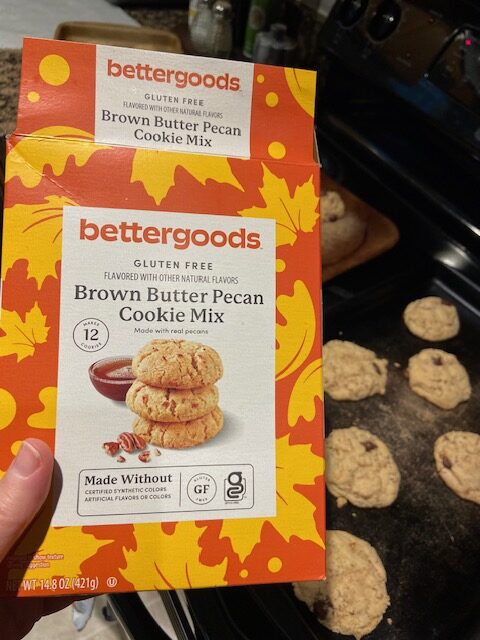 bettergoods
GLUTEN FREE
FLAVORED WITH OTHER NATURAL FLAVORS
Brown Butter Pecan
Cookie Mix
bettergoods
GLUTEN FREE
FLAVORED WITH OTHER NATURAL FLAVORS
Brown Butter Pecan
Cookie Mix
Made with real pecans
MAKES
12
COOKIES
Made Without
CERTIFIED SYNTHETIC COLORS
ARTIFICIAL FLAVORS OR COLORS
GLUTEN
GF
FREE
WT 14.8 OZ (421g) U